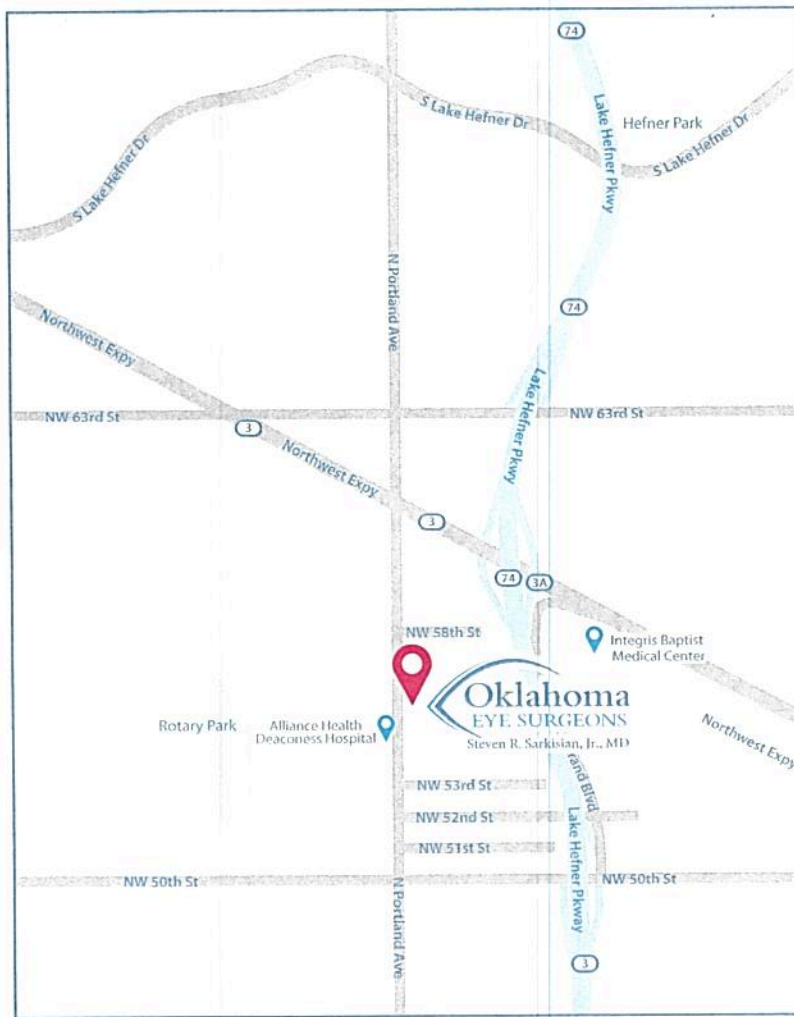 74
S Lake Hefner Dr
Hefner Park
S Lake Hefner Dr
S Lake Hefner Dr
Lake Hefner Pkwy
N Portland Ave
74
Northwest Expy
Lake Hefner Pkwy
NW 63rd St
NW 63rd St
3
Northwest Expy
3
74
3A
NW 58th St
Integris Baptist
Medical Center
Oklahoma
EYE SURGEONS
Steven R. Sarkisian, Jr., MD
Rotary Park
Alliance Health
Deaconess Hospital
Northwest Expy
rand Blvd
NW 53rd St
NW 52nd St
NW 51st St
Lake Hefner Pkway
NW 50th St
NW 50th St
N Portland Ave
3